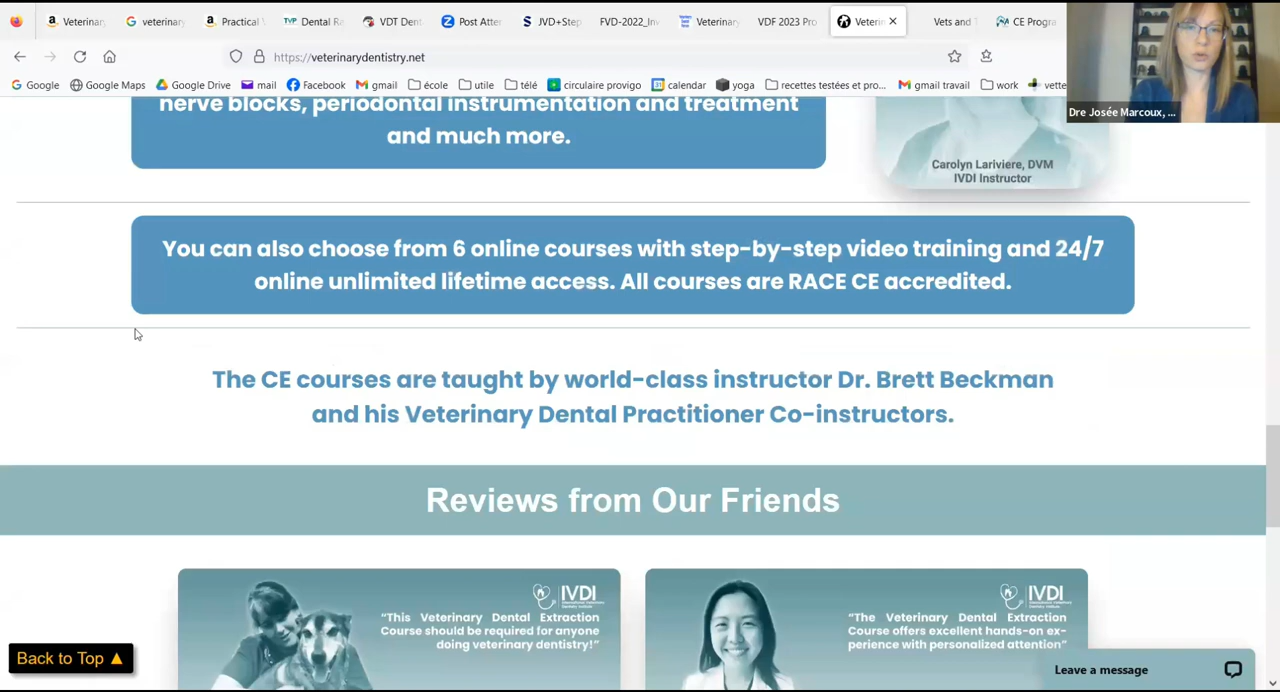 Veterinary
veterinary
Practical V
TVP Dental Ra
VDT Dent
Post Atter
JVD+Step
FVD-2022_Inv
Veterinary
VDF 2023 Pro
Veterin
Vets and T
CE Progra
https://veterinarydentistry.net
Google
Google Maps
Google Drive
mail
Facebook
gmail
école
utile
télé
circulaire provigo
calendar
yoga
recettes testées et pro...
gmail travail
work
vette
Dre Josée Marcoux, ...
nerve blocks, periodontal instrumentation and treatment
and much more.
Carolyn Lariviere, DVM
IVDI Instructor
You can also choose from 6 online courses with step-by-step video training and 24/7
online unlimited lifetime access. All courses are RACE CE accredited.
The CE courses are taught by world-class instructor Dr. Brett Beckman
and his Veterinary Dental Practitioner Co-instructors.
Reviews from Our Friends
IVDI
"This Veterinary Dental Extraction
Course should be required for anyone
doing veterinary dentistry!"
IVDI
"The Veterinary Dental Extraction
Course offers excellent hands-on ex-
perience with personalized attention"
Back to Top ▲
Leave a message